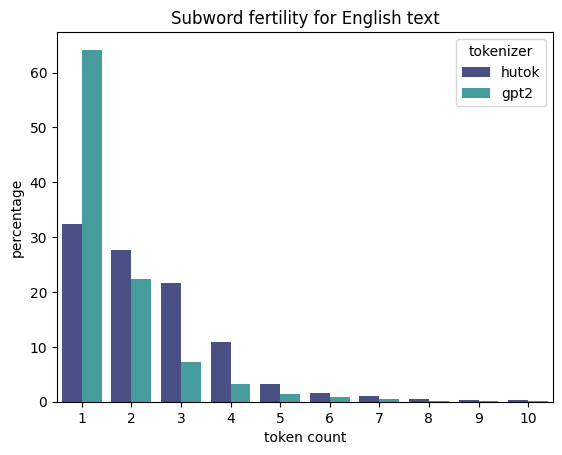 Subword fertility for English text
tokenizer
hutok
gpt2
percentage
60
50
40
30
20
10
0
1 2 3 4 5 6 7 8 9 10
token count